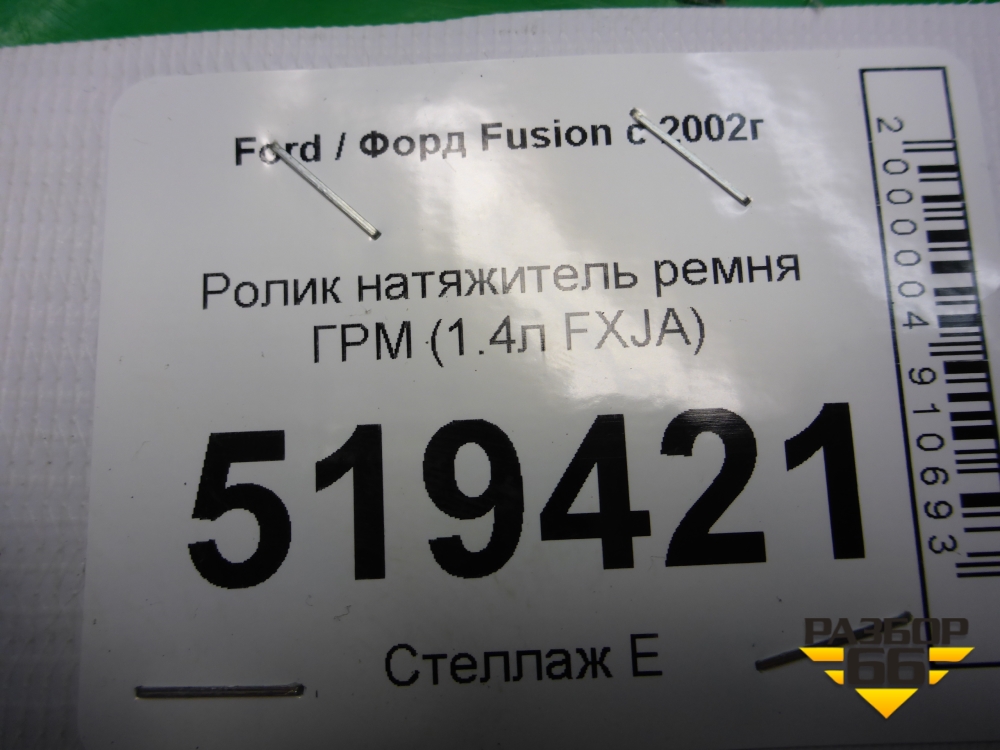 Ford / Форд Fusion с 2002г
Ролик натяжитель ремня
ГРМ (1.4л FXJA)
519421
Стеллаж Е
2000004910693
РАЗБОР
66